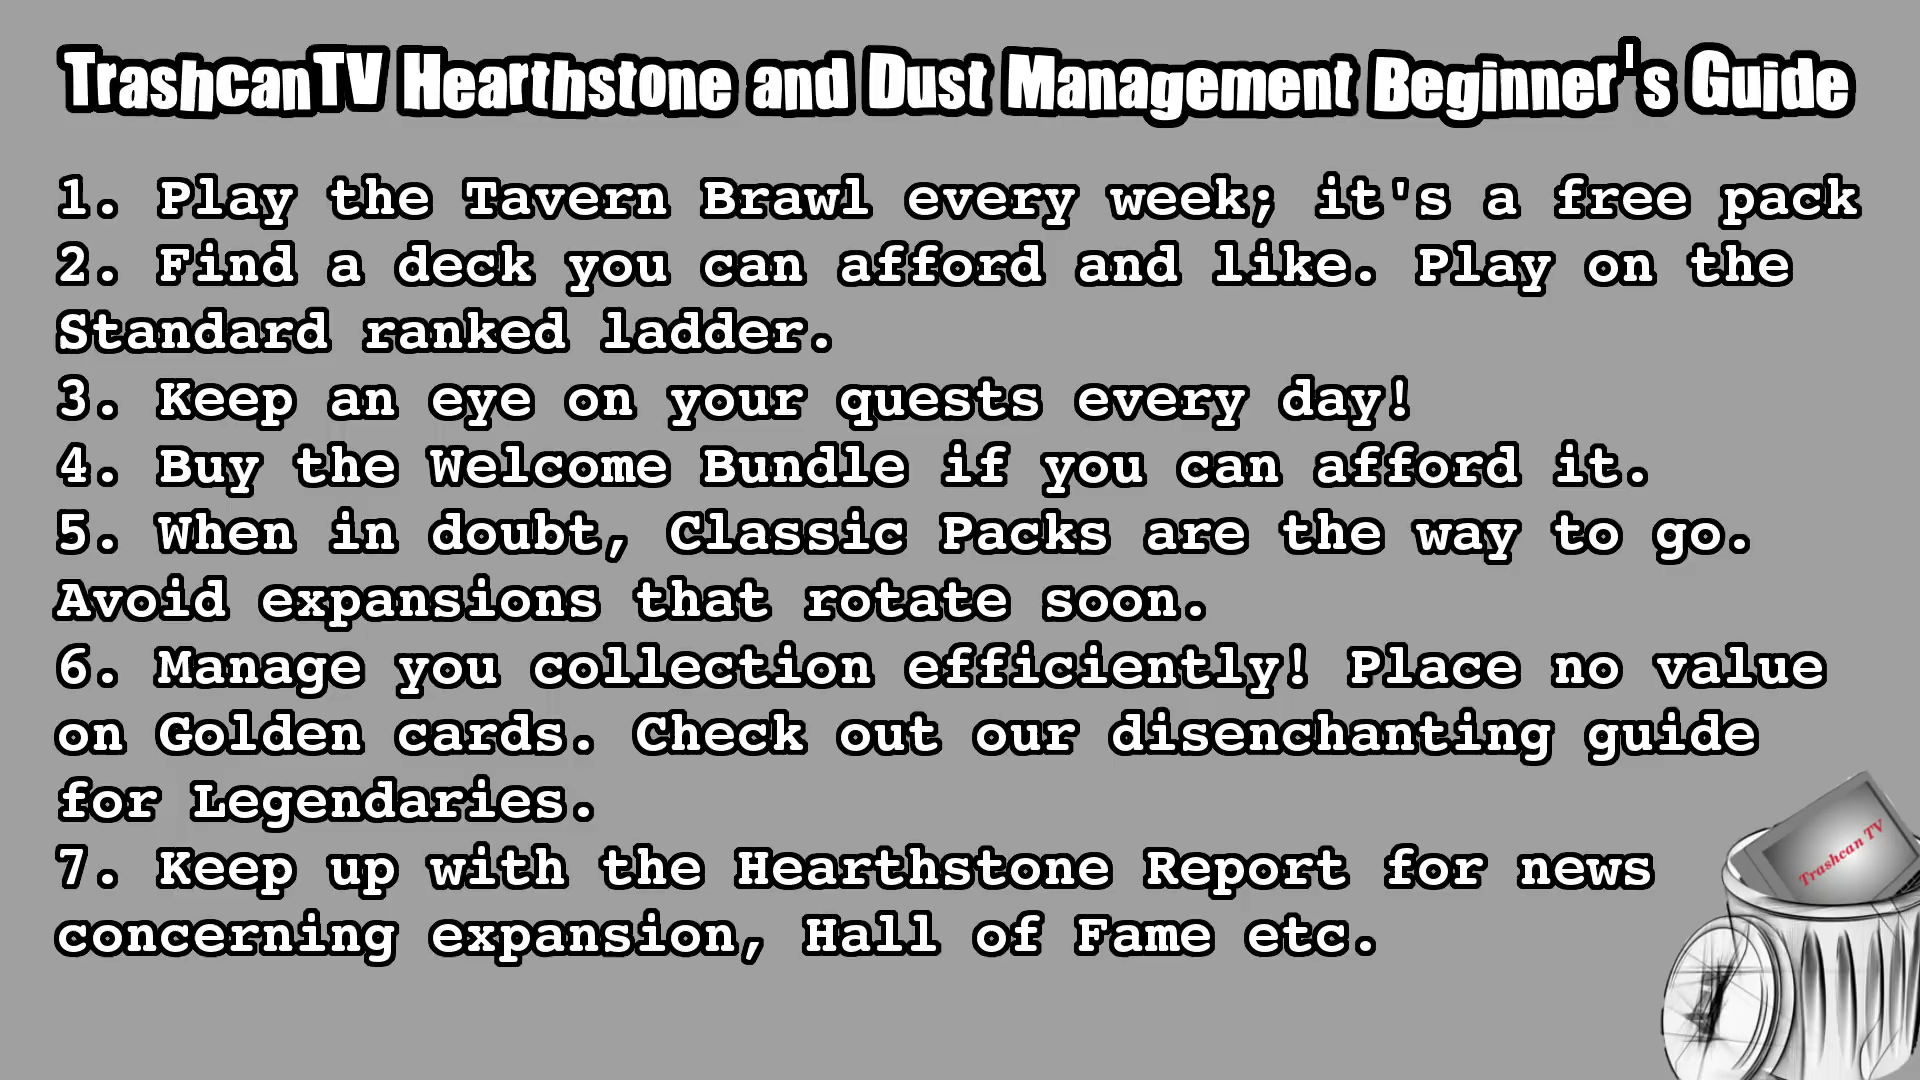 TrashcanTV Hearthstone and Dust Management Beginner's Guide
1. Play the Tavern Brawl every week; it's a free pack
2. Find a deck you can afford and like. Play on the
Standard ranked ladder.
3. Keep an eye on your quests every day!
4. Buy the Welcome Bundle if you can afford it.
5. When in doubt, Classic Packs are the way to go.
Avoid expansions that rotate soon.
6. Manage you collection efficiently! Place no value
on Golden cards. Check out our disenchanting guide
for Legendaries.
7. Keep up with the Hearthstone Report for news
concerning expansion, Hall of Fame etc.
Trashcan TV